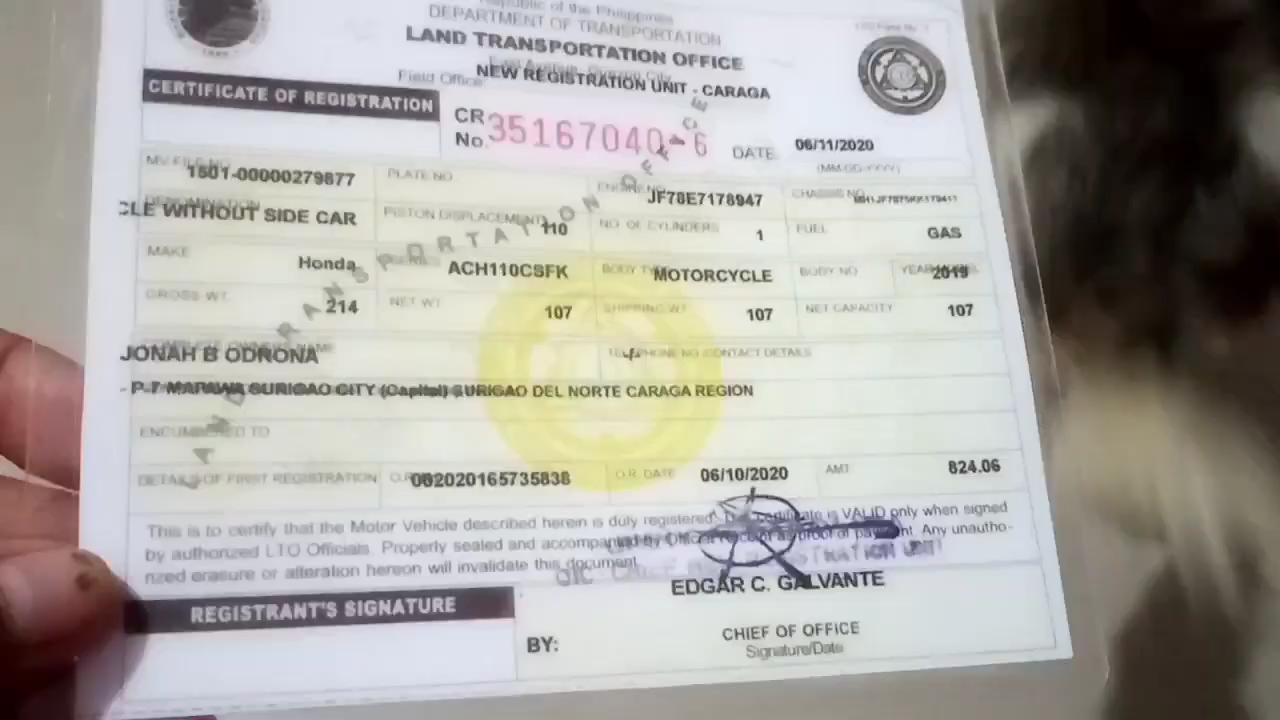 Republic of the Philippines
DEPARTMENT OF TRANSPORTATION
LAND TRANSPORTATION OFFICE
Field Office NEW REGISTRATION UNIT - CARAGA
CERTIFICATE OF REGISTRATION
CR No. 35167040-6 DATE 06/11/2020
(MM-DD-YYYY)
MV FILE NO. PLATE NO ENGINE NO. CHASSIS NO.
1501-00000279877 JF78E7178947
DENOMINATION PISTON DISPLACEMENT NO. OF CYLINDERS FUEL
CLE WITHOUT SIDE CAR 110 1 GAS
MAKE SERIES BODY TYPE BODY NO YEAR MODEL
Honda ACH110CSFK MOTORCYCLE 2019
GROSS WT. NET WT SHIPPING WT. NET CAPACITY
214 107 107 107
NAME TELEPHONE NO./CONTACT DETAILS
JONAH B ODRONA
- P-7 MAPAWA SURIGAO CITY (Capital) SURIGAO DEL NORTE CARAGA REGION
ENCUMBERED TO
DETAILS OF FIRST REGISTRATION O.R. 002020165735838 O.R. DATE 06/10/2020 AMT 824.06
This is to certify that the Motor Vehicle described herein is duly registered. This certificate is VALID only when signed
by authorized LTO Officials. Properly sealed and accompanied by Official Receipt as proof of payment. Any unautho-
rized erasure or alteration hereon will invalidate this document.
REGISTRATION UNIT
EDGAR C. GALVANTE
REGISTRANT'S SIGNATURE
BY:
CHIEF OF OFFICE
Signature/Date